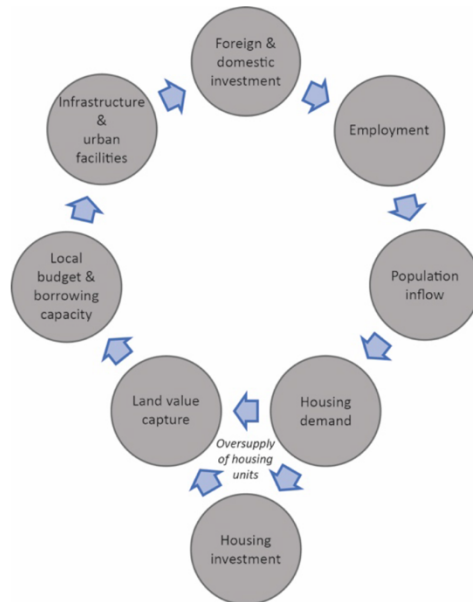 Foreign &
domestic
investment
Infrastructure
&
urban
facilities
Employment
Local
budget &
borrowing
capacity
Population
inflow
Land value
capture
Housing
demand
Oversupply
of housing
units
Housing
investment